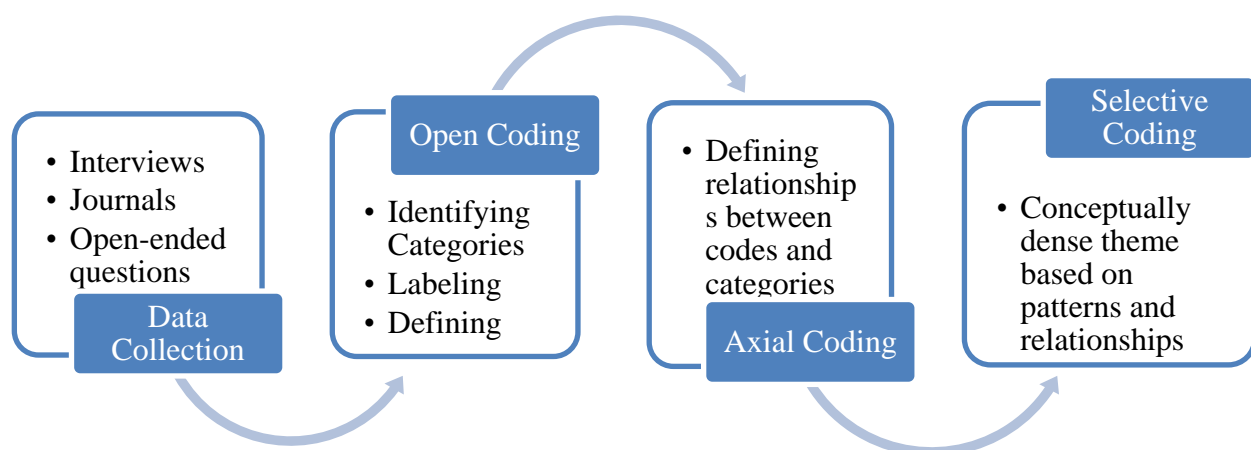 • Interviews
• Journals
• Open-ended
questions
Data
Collection
Open Coding
• Identifying
Categories
• Labeling
• Defining
• Defining
relationship
s between
codes and
categories
Axial Coding
Selective
Coding
• Conceptually
dense theme
based on
patterns and
relationships